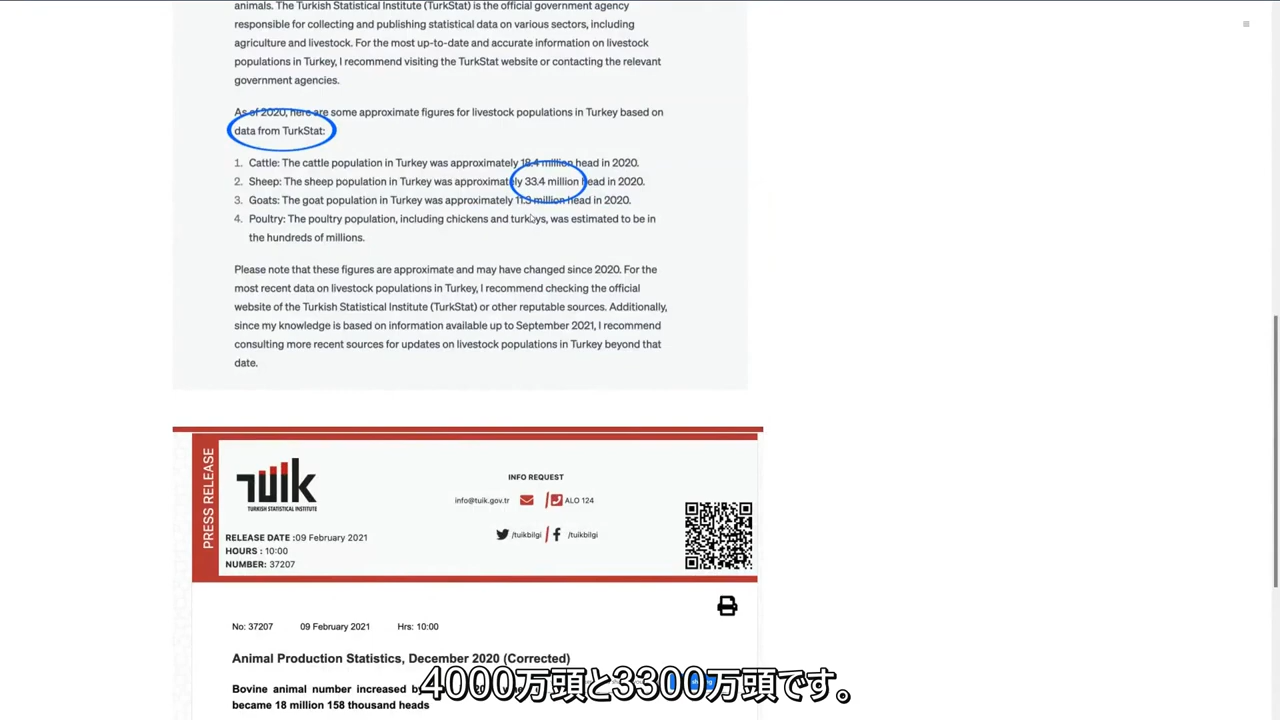 animals. The Turkish Statistical Institute (TurkStat) is the official government agency
responsible for collecting and publishing statistical data on various sectors, including
agriculture and livestock. For the most up-to-date and accurate information on livestock
populations in Turkey, I recommend visiting the TurkStat website or contacting the relevant
government agencies.
As of 2020, here are some approximate figures for livestock populations in Turkey based on
data from TurkStat:
1. Cattle: The cattle population in Turkey was approximately 18.4 million head in 2020.
2. Sheep: The sheep population in Turkey was approximately 33.4 million head in 2020.
3. Goats: The goat population in Turkey was approximately 11.3 million head in 2020.
4. Poultry: The poultry population, including chickens and turkeys, was estimated to be in
the hundreds of millions.
Please note that these figures are approximate and may have changed since 2020. For the
most recent data on livestock populations in Turkey, I recommend checking the official
website of the Turkish Statistical Institute (TurkStat) or other reputable sources. Additionally,
since my knowledge is based on information available up to September 2021, I recommend
consulting more recent sources for updates on livestock populations in Turkey beyond that
date.
PRESS RELEASE
TUIK
TURKISH STATISTICAL INSTITUTE
INFO REQUEST
info@tuik.gov.tr ALO 124
/tuikbilgi /tuikbilgi
RELEASE DATE :09 February 2021
HOURS : 10:00
NUMBER: 37207
No: 37207 09 February 2021 Hrs: 10:00
Animal Production Statistics, December 2020 (Corrected)
Bovine animal number increased by
became 18 million 158 thousand heads
4000万頭と3300万頭です。